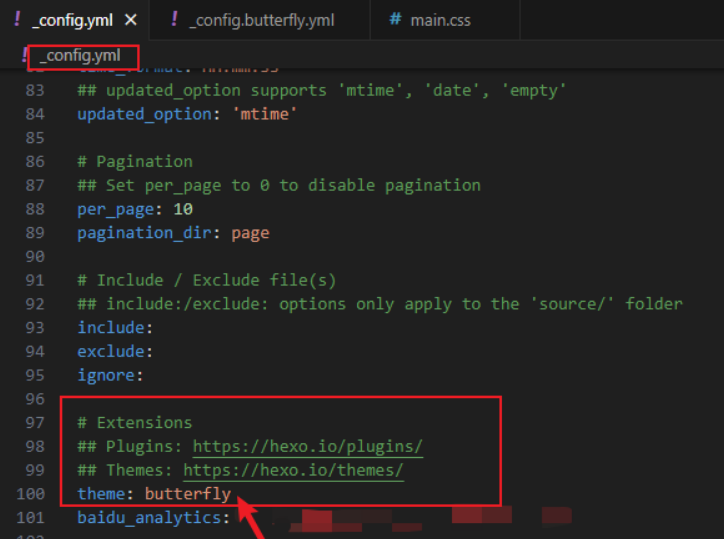 ! _config.yml ✕ ! _config.butterfly.yml # main.css
! _config.yml
83 ## updated_option supports 'mtime', 'date', 'empty'
84 updated_option: 'mtime'
85
86 # Pagination
87 ## Set per_page to 0 to disable pagination
88 per_page: 10
89 pagination_dir: page
90
91 # Include / Exclude file(s)
92 ## include:/exclude: options only apply to the 'source/' folder
93 include:
94 exclude:
95 ignore:
96
97 # Extensions
98 ## Plugins: https://hexo.io/plugins/
99 ## Themes: https://hexo.io/themes/
100 theme: butterfly
101 baidu_analytics: